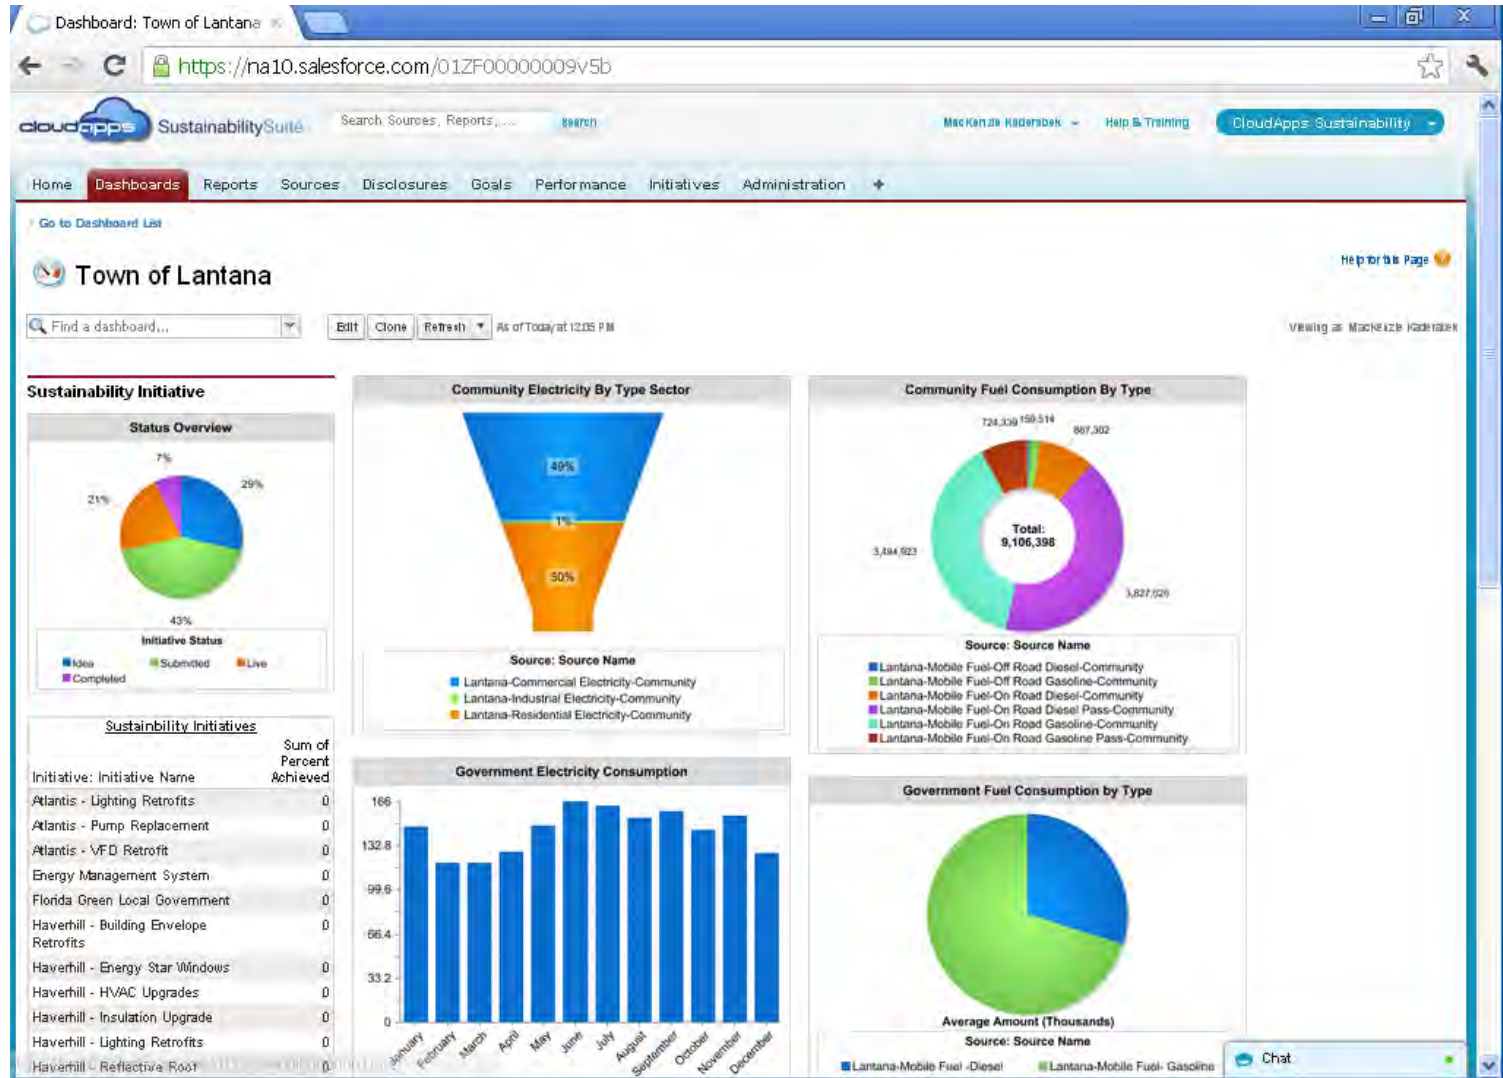 Dashboard: Town of Lantana
https://na10.salesforce.com/01ZF00000009v5b
cloudapps SustainabilitySuite
Search Sources, Reports, ...
search
MacKenzie Kaderabek
Help & Training
CloudApps Sustainability
Home Dashboards Reports Sources Disclosures Goals Performance Initiatives Administration +
Go to Dashboard List
Help for this Page
Town of Lantana
Find a dashboard...
Edit Clone Refresh As of Today at 12:05 PM
Viewing as MacKenzie Kaderabek
Sustainability Initiative
Status Overview
7%
29%
21%
43%
Initiative Status
Idea Submitted Live
Completed
Sustainbility Initiatives
Initiative: Initiative Name Sum of
Percent
Achieved
Atlantis - Lighting Retrofits 0
Atlantis - Pump Replacement 0
Atlantis - VFD Retrofit 0
Energy Management System 0
Florida Green Local Government 0
Haverhill - Building Envelope 0
Retrofits
Haverhill - Energy Star Windows 0
Haverhill - HVAC Upgrades 0
Haverhill - Insulation Upgrade 0
Haverhill - Lighting Retrofits 0
Haverhill - Reflective Roof 0
Community Electricity By Type Sector
49%
1%
50%
Source: Source Name
Lantana-Commercial Electricity-Community
Lantana-Industrial Electricity-Community
Lantana-Residential Electricity-Community
Government Electricity Consumption
166
132.8
99.6
66.4
33.2
0
January February March April May June July August September October November December
Community Fuel Consumption By Type
724,339
887,302
3,494,923
Total:
9,106,398
Source: Source Name
Lantana-Mobile Fuel-Off Road Diesel-Community
Lantana-Mobile Fuel-Off Road Gasoline-Community
Lantana-Mobile Fuel-On Road Diesel-Community
Lantana-Mobile Fuel-On Road Diesel Pass-Community
Lantana-Mobile Fuel-On Road Gasoline-Community
Lantana-Mobile Fuel-On Road Gasoline Pass-Community
Government Fuel Consumption by Type
Average Amount (Thousands)
Source: Source Name
Lantana-Mobile Fuel -Diesel Lantana-Mobile Fuel- Gasoline
Chat